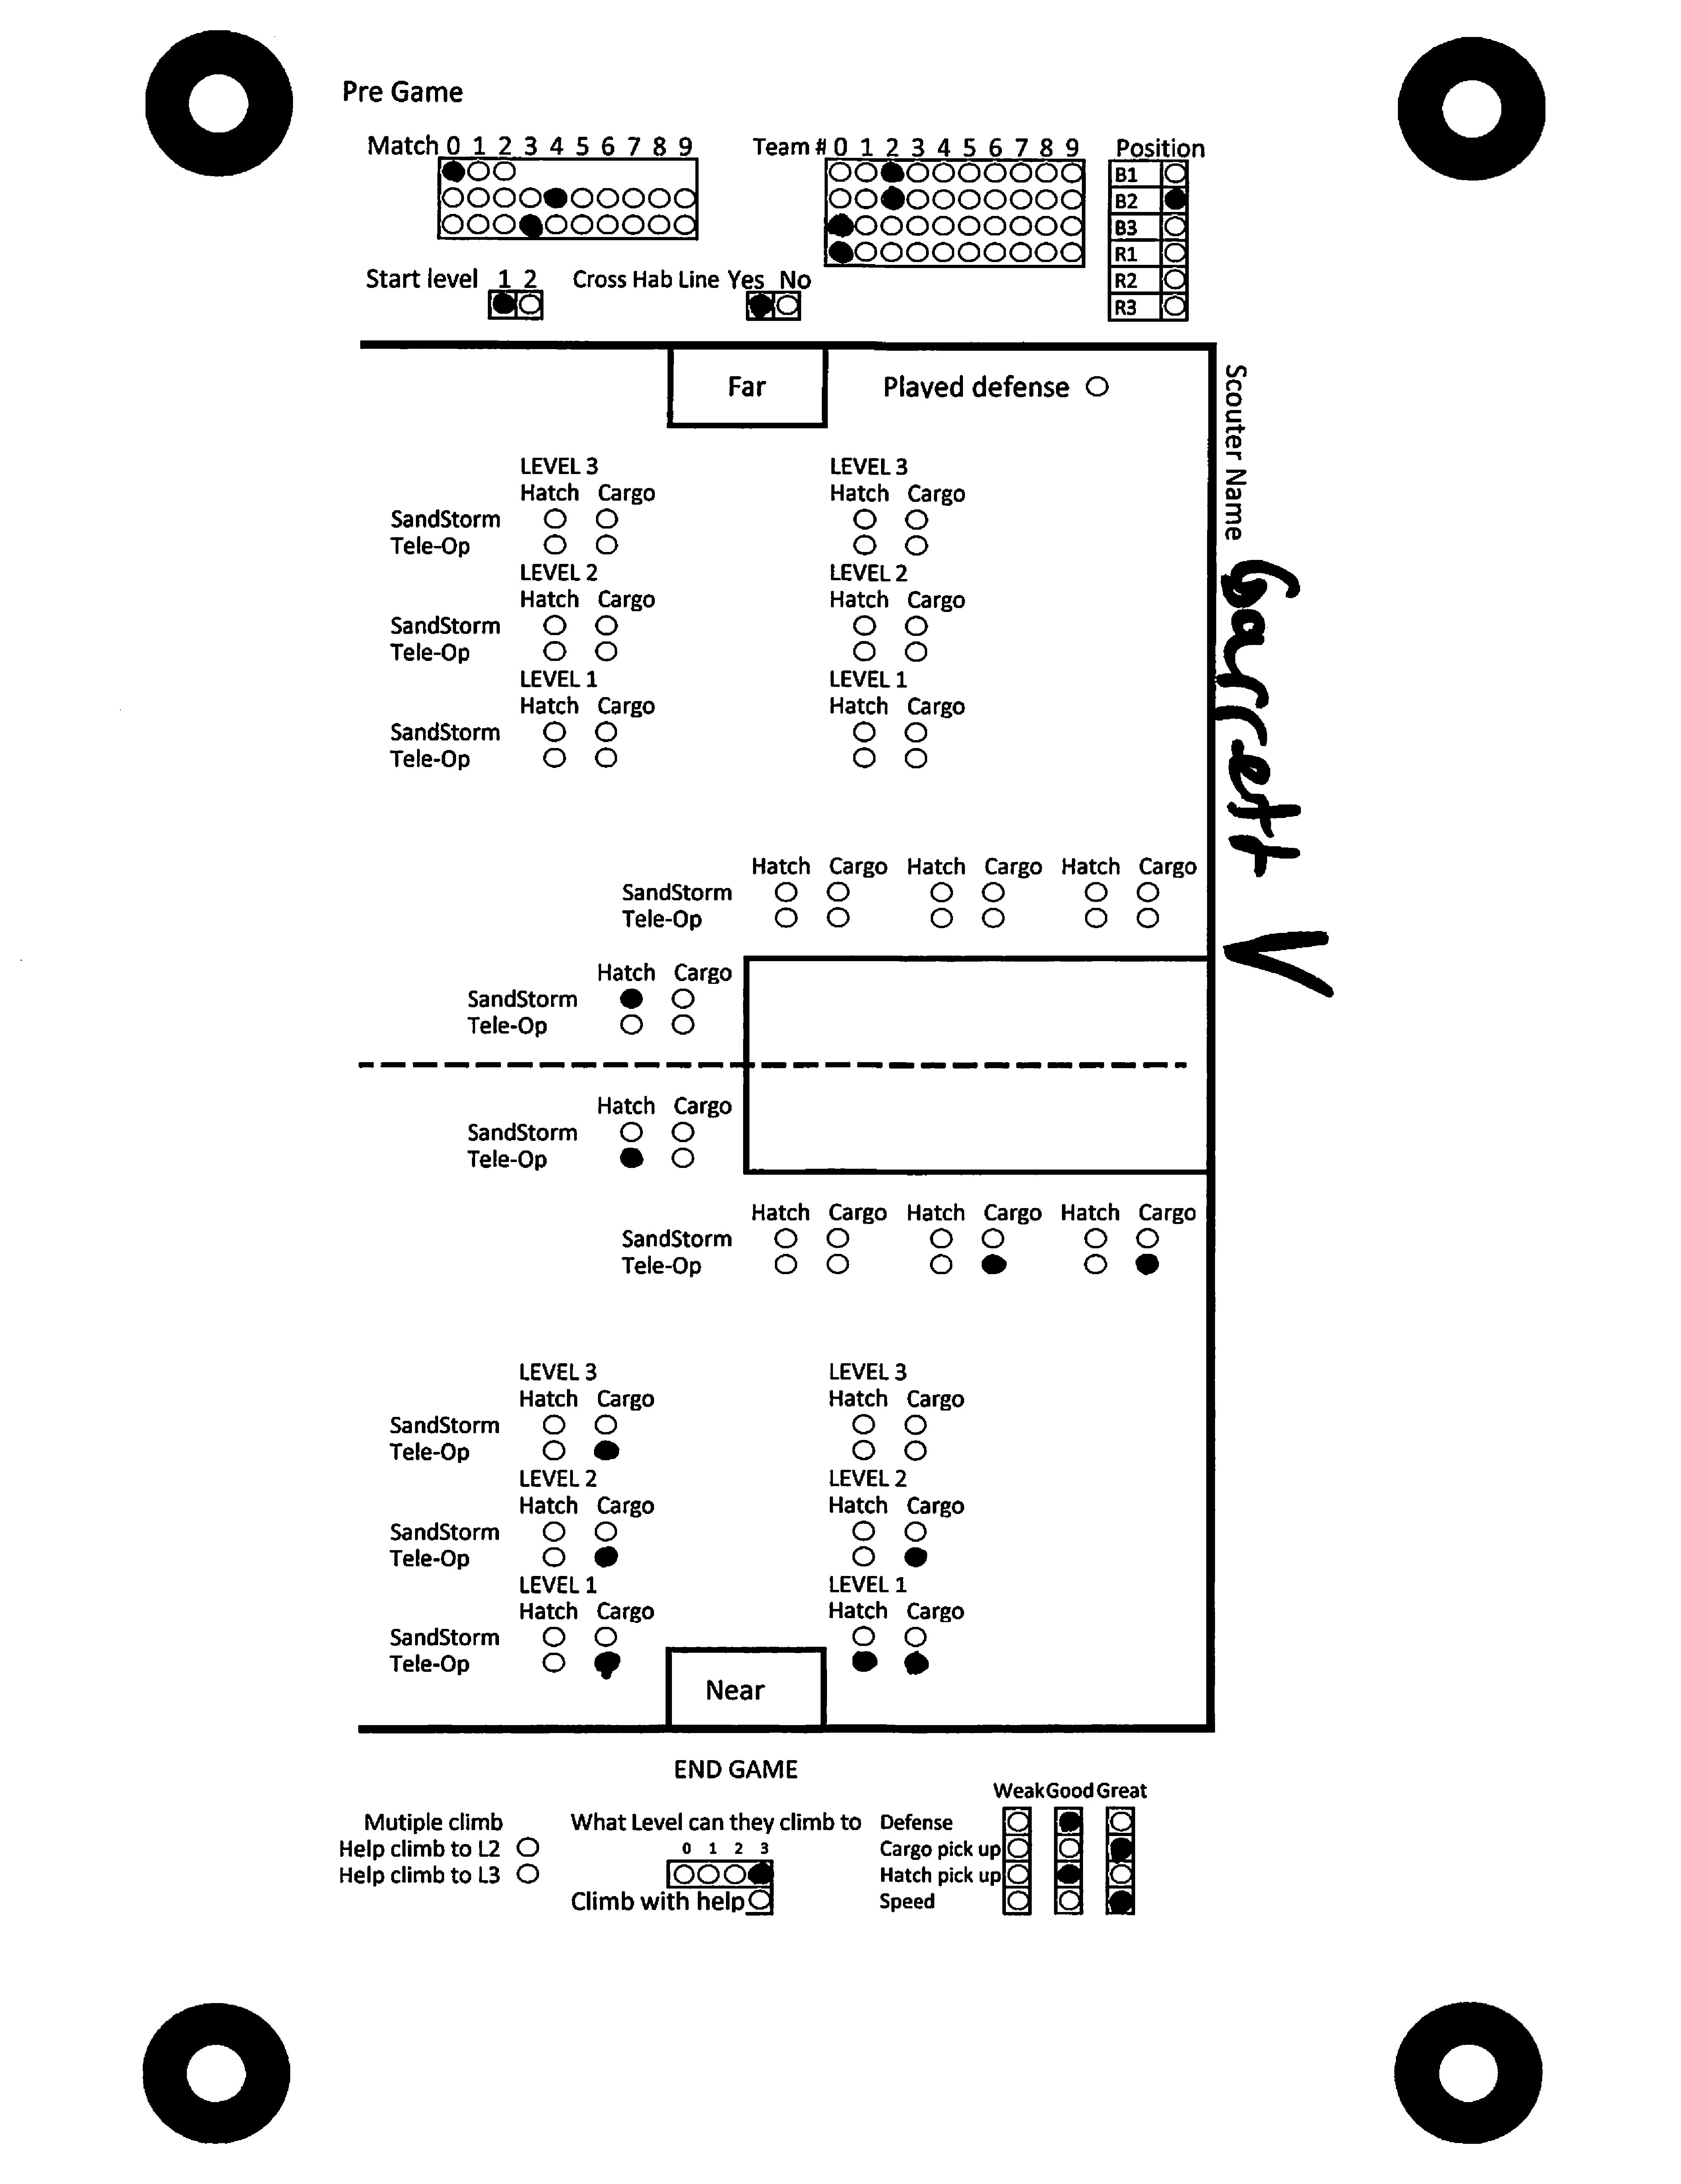 Pre Game
Match 0 1 2 3 4 5 6 7 8 9
Team # 0 1 2 3 4 5 6 7 8 9
Position
B1
B2
B3
R1
R2
R3
Start level 1 2
Cross Hab Line Yes No
Far
Plaved defense
Scouter Name
Garrett V
LEVEL 3 LEVEL 3
Hatch Cargo Hatch Cargo
SandStorm
Tele-Op
LEVEL 2 LEVEL 2
Hatch Cargo Hatch Cargo
SandStorm
Tele-Op
LEVEL 1 LEVEL 1
Hatch Cargo Hatch Cargo
SandStorm
Tele-Op
Hatch Cargo Hatch Cargo Hatch Cargo
SandStorm
Tele-Op
Hatch Cargo
SandStorm
Tele-Op
Hatch Cargo
SandStorm
Tele-Op
Hatch Cargo Hatch Cargo Hatch Cargo
SandStorm
Tele-Op
LEVEL 3 LEVEL 3
Hatch Cargo Hatch Cargo
SandStorm
Tele-Op
LEVEL 2 LEVEL 2
Hatch Cargo Hatch Cargo
SandStorm
Tele-Op
LEVEL 1 LEVEL 1
Hatch Cargo Hatch Cargo
SandStorm
Tele-Op
Near
END GAME
Mutiple climb
Help climb to L2
Help climb to L3
What Level can they climb to
0 1 2 3
Climb with help
Weak Good Great
Defense
Cargo pick up
Hatch pick up
Speed